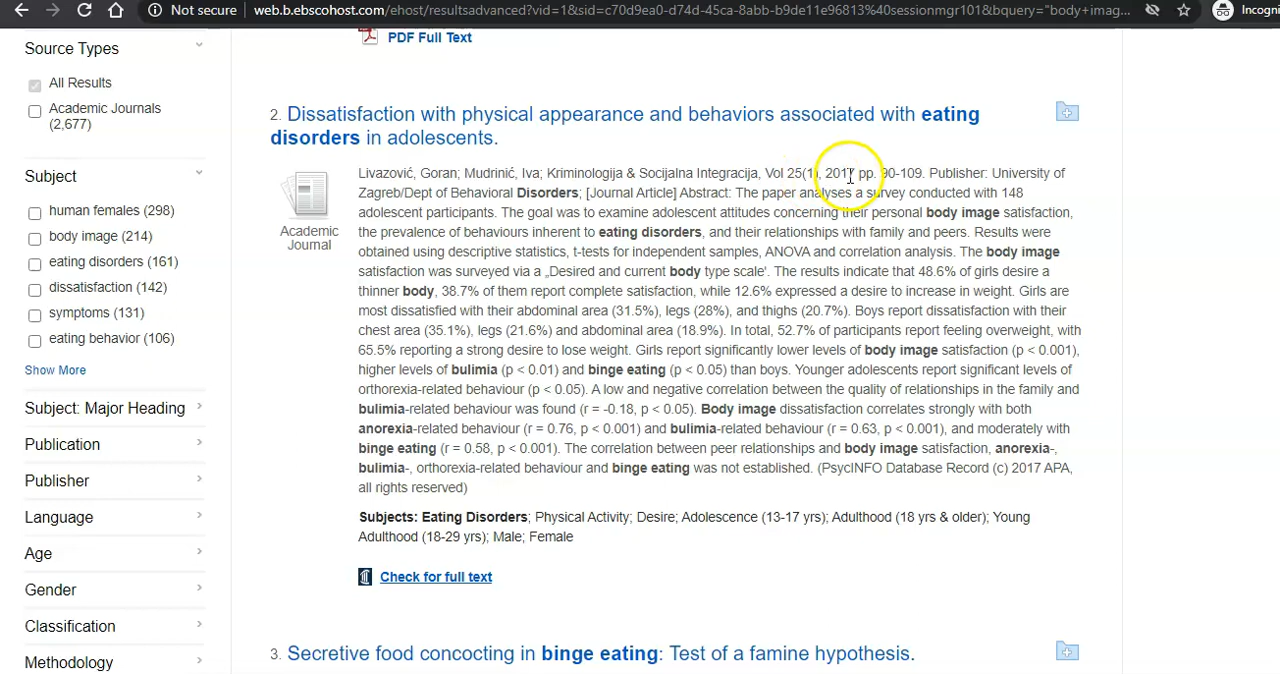 Not secure web.b.ebscohost.com/ehost/resultsadvanced?vid=1&sid=c70d9ea0-d74d-45ca-8abb-b9de11e96813%40sessionmgr101&bquery="body+imag... Incogni
Source Types
All Results
Academic Journals
(2,677)
Subject
human females (298)
body image (214)
eating disorders (161)
dissatisfaction (142)
symptoms (131)
eating behavior (106)
Show More
Subject: Major Heading
Publication
Publisher
Language
Age
Gender
Classification
Methodology
PDF Full Text
2. Dissatisfaction with physical appearance and behaviors associated with eating
disorders in adolescents.
Academic
Journal
Livazović, Goran; Mudrinić, Iva; Kriminologija & Socijalna Integracija, Vol 25(1), 2017 pp. 90-109. Publisher: University of
Zagreb/Dept of Behavioral Disorders; [Journal Article] Abstract: The paper analyses a survey conducted with 148
adolescent participants. The goal was to examine adolescent attitudes concerning their personal body image satisfaction,
the prevalence of behaviours inherent to eating disorders, and their relationships with family and peers. Results were
obtained using descriptive statistics, t-tests for independent samples, ANOVA and correlation analysis. The body image
satisfaction was surveyed via a „Desired and current body type scale'. The results indicate that 48.6% of girls desire a
thinner body, 38.7% of them report complete satisfaction, while 12.6% expressed a desire to increase in weight. Girls are
most dissatisfied with their abdominal area (31.5%), legs (28%), and thighs (20.7%). Boys report dissatisfaction with their
chest area (35.1%), legs (21.6%) and abdominal area (18.9%). In total, 52.7% of participants report feeling overweight, with
65.5% reporting a strong desire to lose weight. Girls report significantly lower levels of body image satisfaction (p < 0.001),
higher levels of bulimia (p < 0.01) and binge eating (p < 0.05) than boys. Younger adolescents report significant levels of
orthorexia-related behaviour (p < 0.05). A low and negative correlation between the quality of relationships in the family and
bulimia-related behaviour was found (r = -0.18, p < 0.05). Body image dissatisfaction correlates strongly with both
anorexia-related behaviour (r = 0.76, p < 0.001) and bulimia-related behaviour (r = 0.63, p < 0.001), and moderately with
binge eating (r = 0.58, p < 0.001). The correlation between peer relationships and body image satisfaction, anorexia-,
bulimia-, orthorexia-related behaviour and binge eating was not established. (PsycINFO Database Record (c) 2017 APA,
all rights reserved)
Subjects: Eating Disorders; Physical Activity; Desire; Adolescence (13-17 yrs); Adulthood (18 yrs & older); Young
Adulthood (18-29 yrs); Male; Female
Check for full text
3. Secretive food concocting in binge eating: Test of a famine hypothesis.